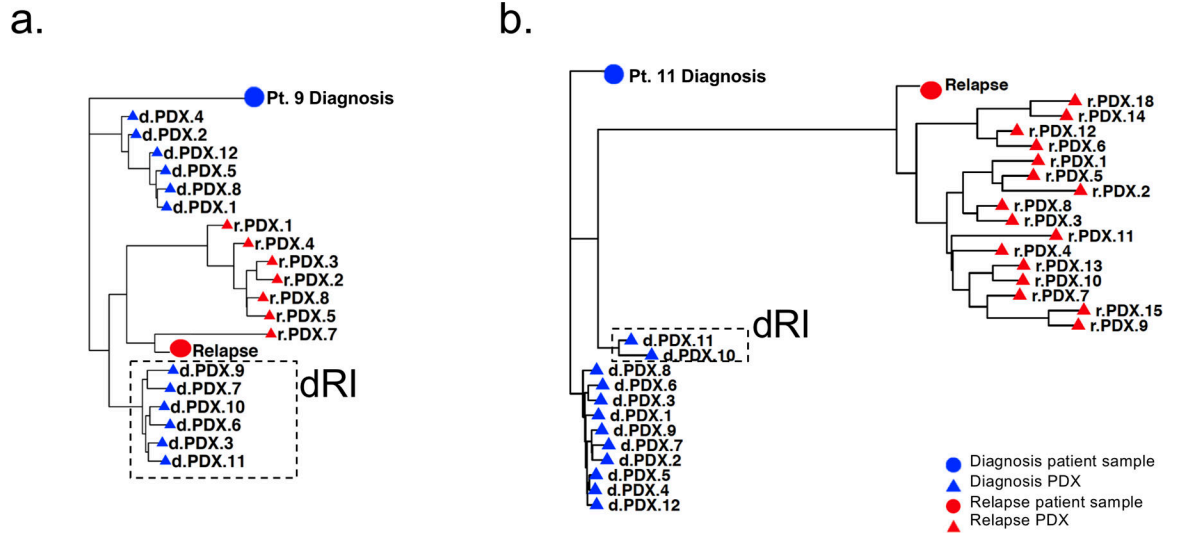 a.
Pt. 9 Diagnosis
d.PDX.4
d.PDX.2
d.PDX.12
d.PDX.5
d.PDX.8
d.PDX.1
r.PDX.1
r.PDX.4
r.PDX.3
r.PDX.2
r.PDX.8
r.PDX.5
r.PDX.7
Relapse
dRI
d.PDX.9
d.PDX.7
d.PDX.10
d.PDX.6
d.PDX.3
d.PDX.11
b.
Pt. 11 Diagnosis
Relapse
r.PDX.18
r.PDX.14
r.PDX.12
r.PDX.6
r.PDX.1
r.PDX.5
r.PDX.2
r.PDX.8
r.PDX.3
r.PDX.11
r.PDX.4
r.PDX.13
r.PDX.10
r.PDX.7
r.PDX.15
r.PDX.9
dRI
d.PDX.11
d.PDX.10
d.PDX.8
d.PDX.6
d.PDX.3
d.PDX.1
d.PDX.9
d.PDX.7
d.PDX.2
d.PDX.5
d.PDX.4
d.PDX.12
Diagnosis patient sample
Diagnosis PDX
Relapse patient sample
Relapse PDX